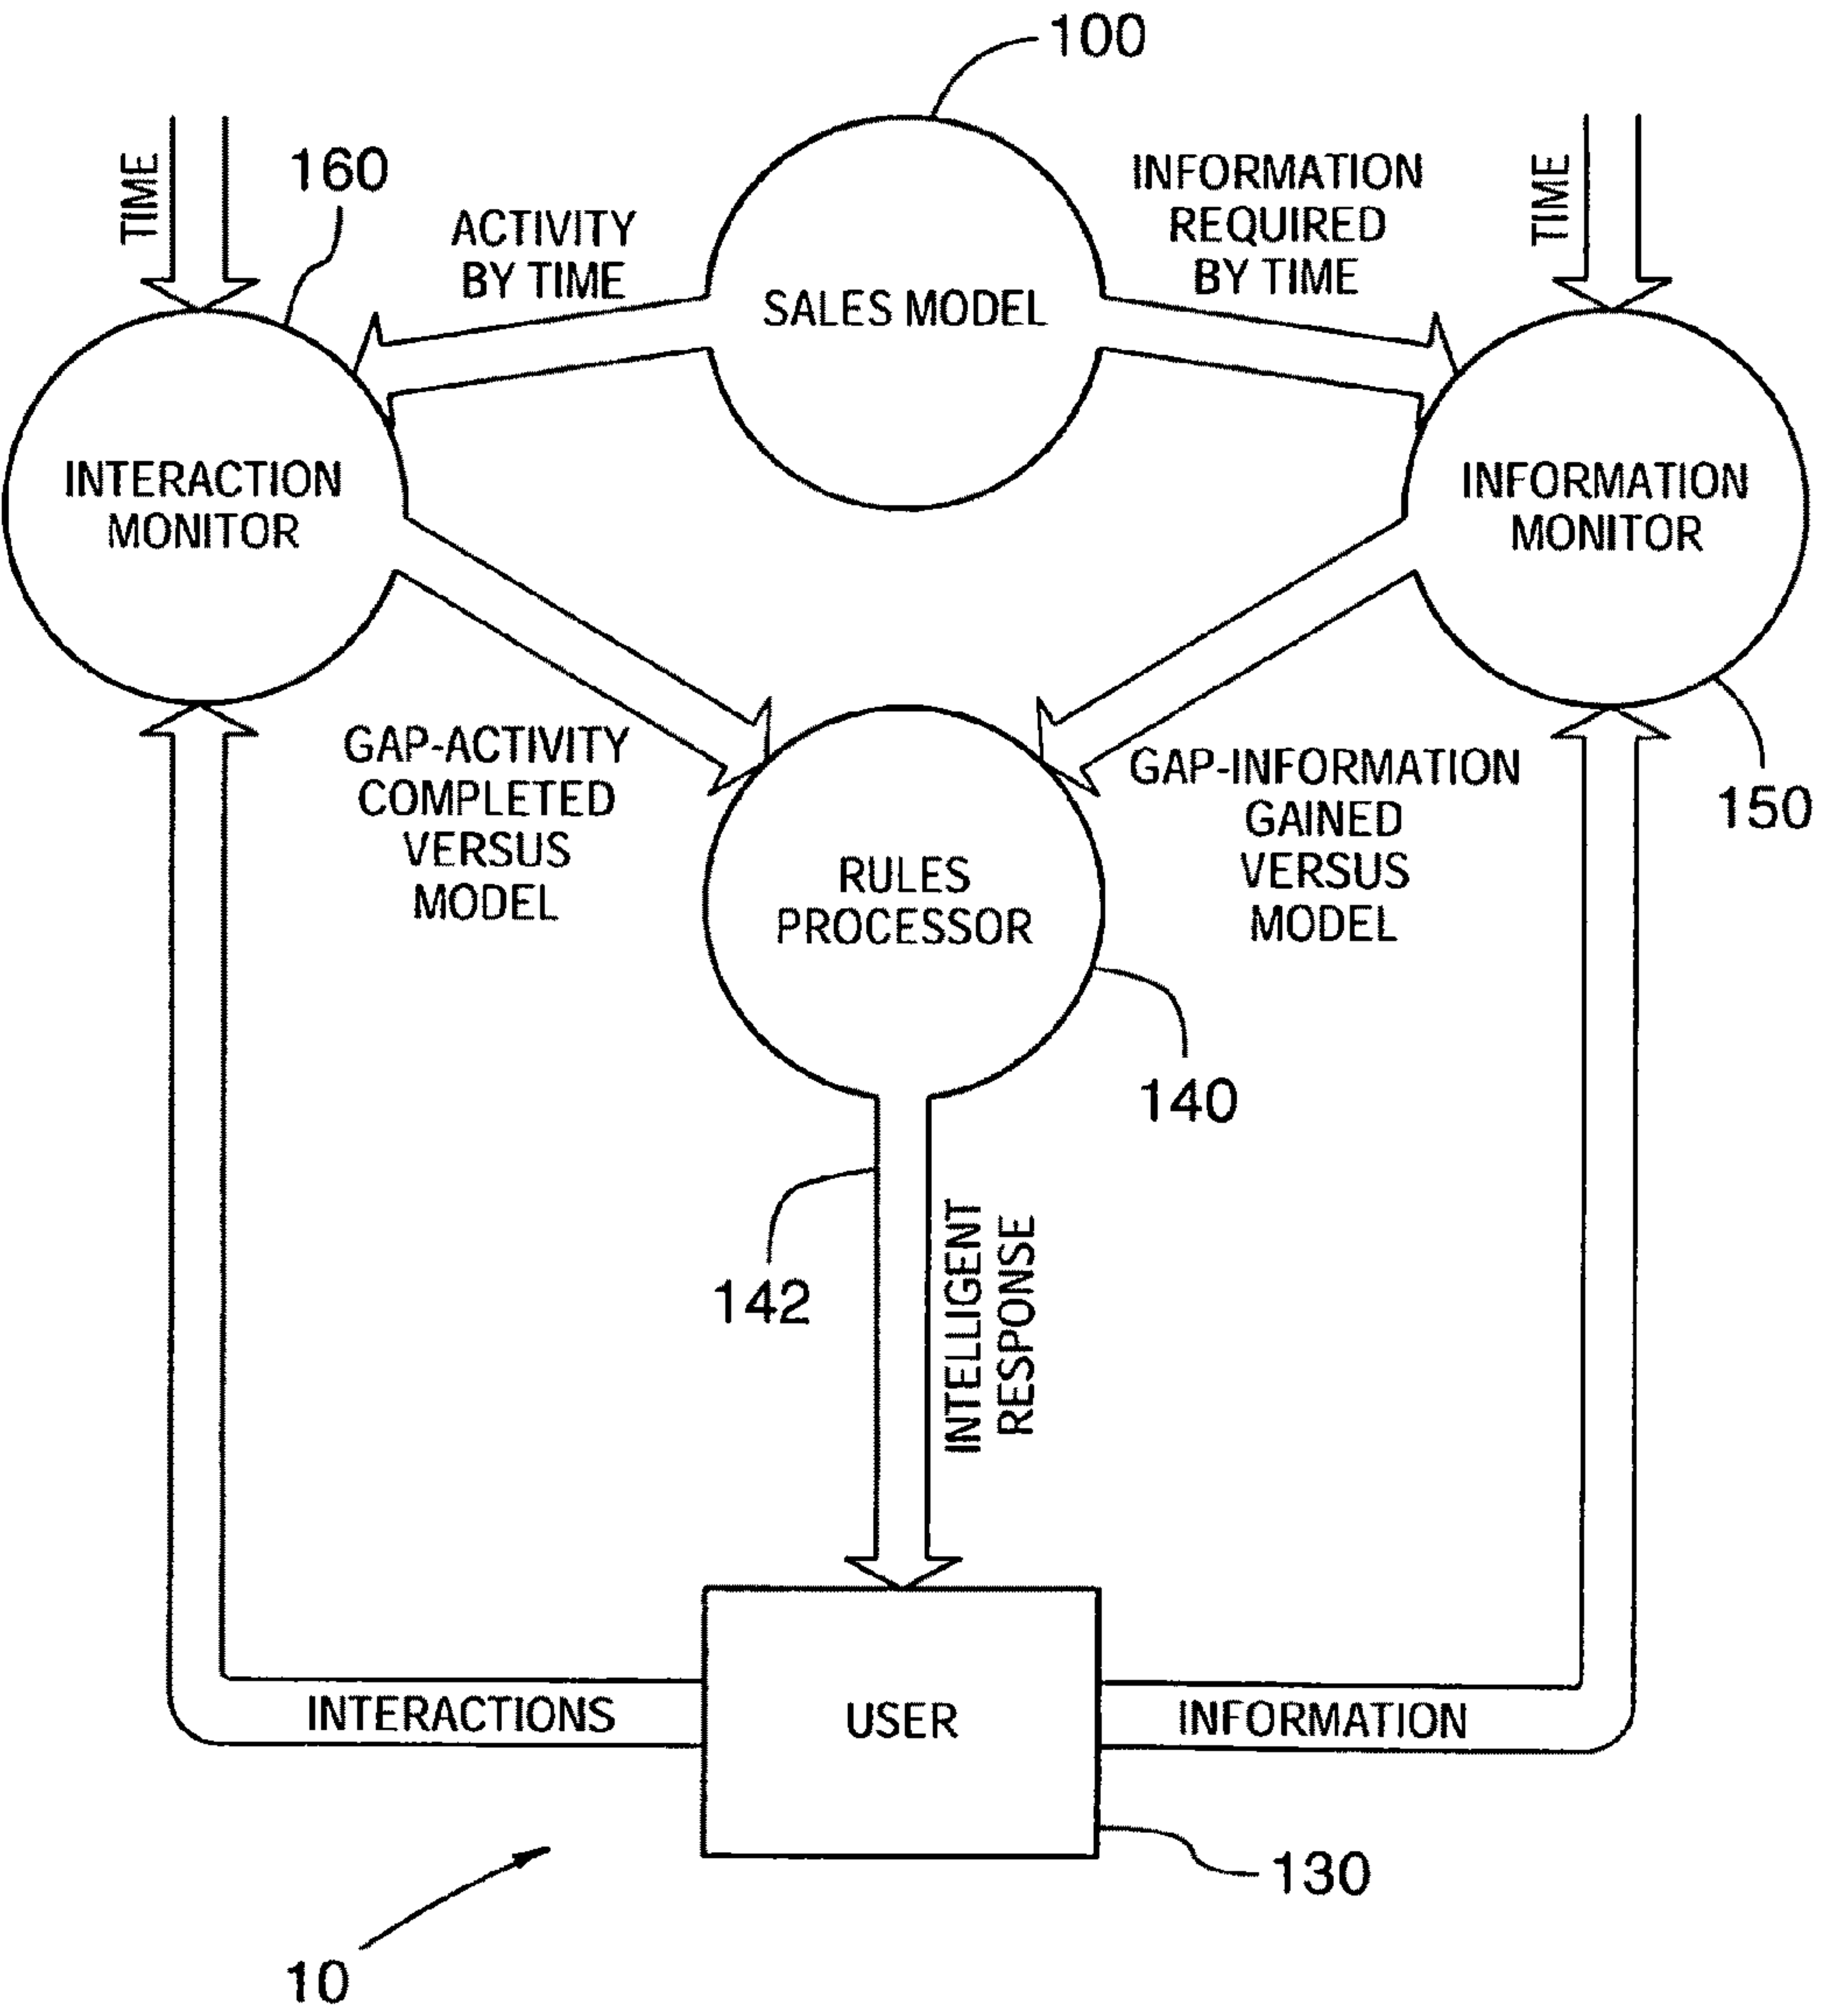 100
TIME
160
ACTIVITY
BY TIME
INFORMATION
REQUIRED
BY TIME
TIME
SALES MODEL
INTERACTION
MONITOR
INFORMATION
MONITOR
GAP-ACTIVITY
COMPLETED
VERSUS
MODEL
GAP-INFORMATION
GAINED
VERSUS
MODEL
150
RULES
PROCESSOR
140
142
INTELLIGENT
RESPONSE
INTERACTIONS
USER
INFORMATION
130
10